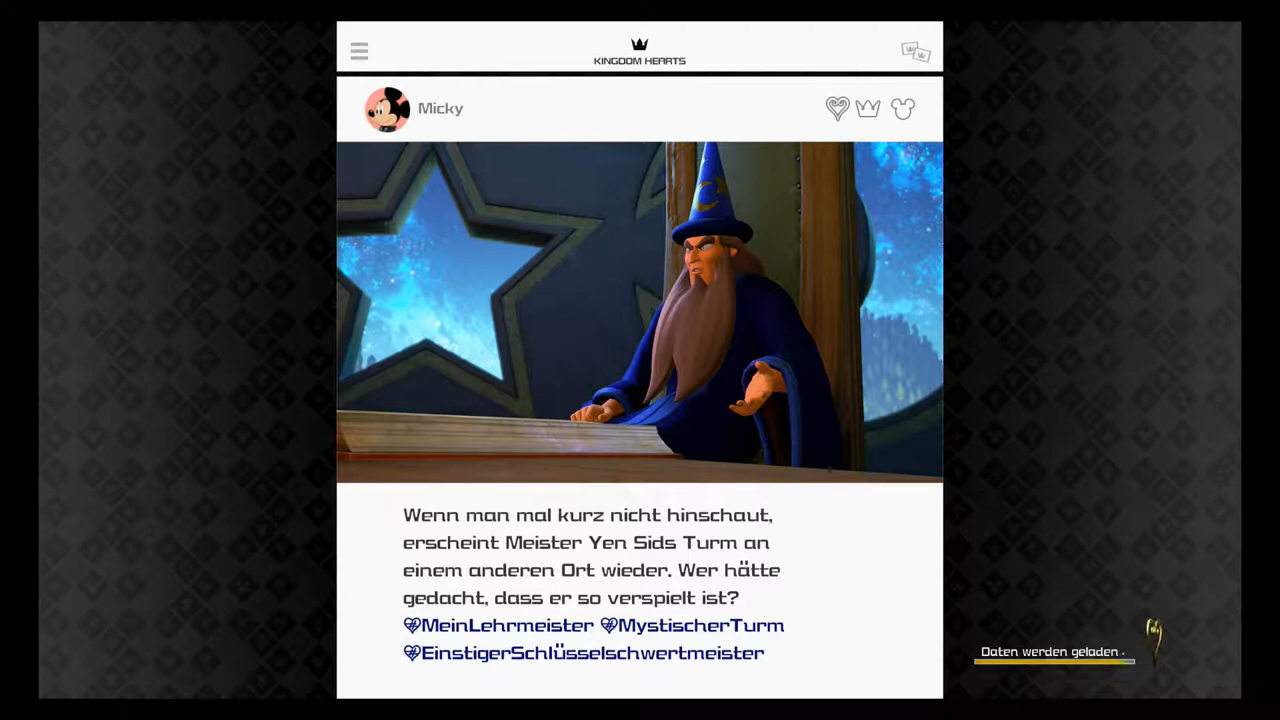 KINGDOM HEARTS
Micky
Wenn man mal kurz nicht hinschaut,
erscheint Meister Yen Sids Turm an
einem anderen Ort wieder. Wer hätte
gedacht, dass er so verspielt ist?
MeinLehrmeister MystischerTurm
EinstigerSchlüsselschwertmeister
Daten werden geladen .